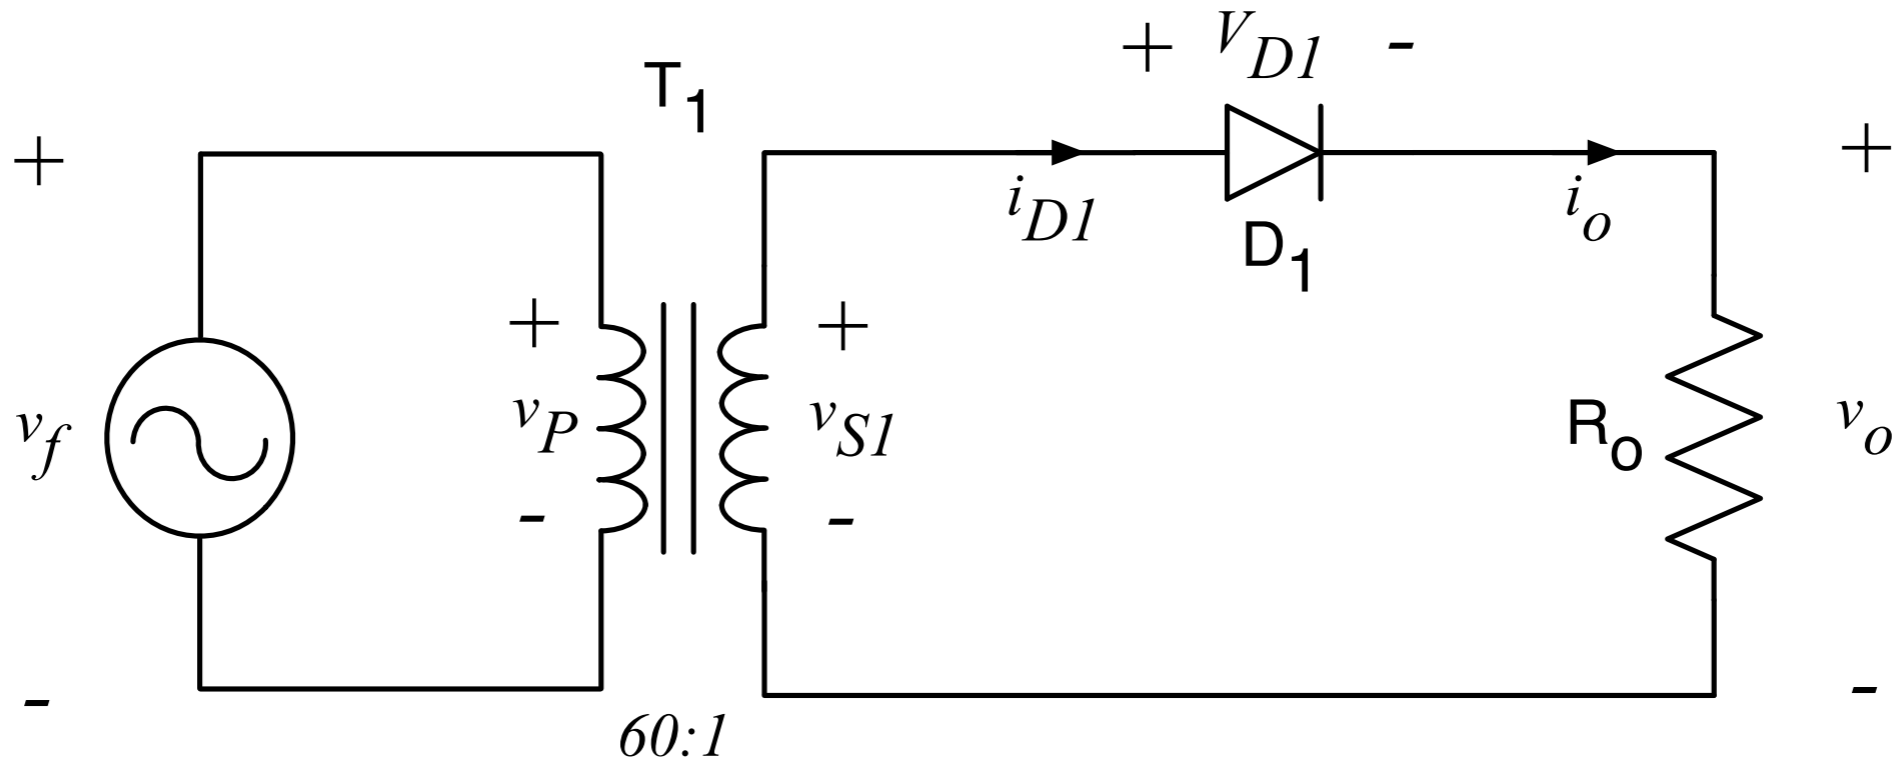 + V_D1 -
T_1
+
+
i_D1
i_o
D_1
+
+
v_f
v_P
v_S1
R_o
v_o
-
-
-
-
60:1